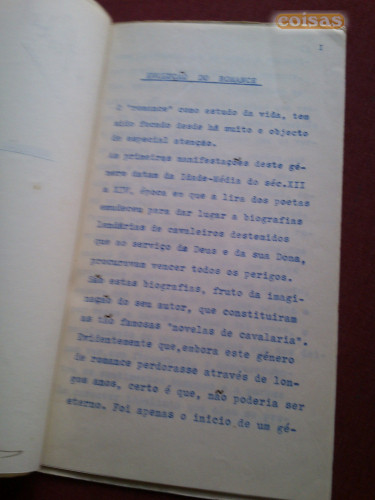 coisas
1
EVOLUÇÃO DO ROMANCE
O "romance" como estudo da vida, tem
sido fecudo desde há muito e objecto
de especial atenção.
As primeiras manifestações deste gé-
nero datam da Idade-Média do séc.XII
a XIV, época en que a lira dos poetas
emudeceu para dar lugar a biografias
lendárias de cavaleiros destemidos
que ao serviço de Deus e da sua Dona,
procuravam vencer todos os perigos.
São estas biografias, fruto da imagi-
nação do seu autor, que constituiram
as tão famosas "novelas de cavalaria".
Evidentemente que,embora este género
de romance perdorasse através de lon-
gos anos, certo é que, não poderia ser
eterno. Foi apenas o início de um gé-